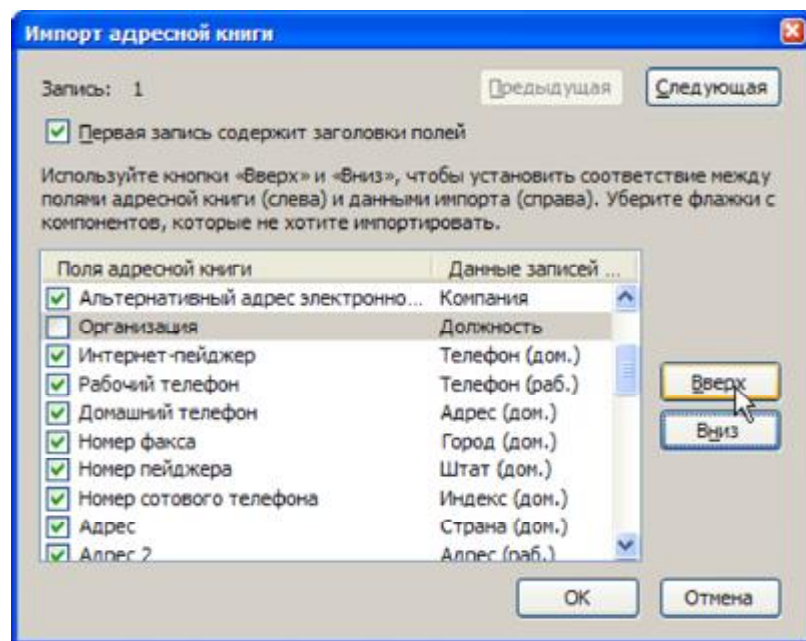 Импорт адресной книги
Запись: 1 Предыдущая Следующая
Первая запись содержит заголовки полей
Используйте кнопки «Вверх» и «Вниз», чтобы установить соответствие между
полями адресной книги (слева) и данными импорта (справа). Уберите флажки с
компонентов, которые не хотите импортировать.
Поля адресной книги Данные записей ...
Альтернативный адрес электронно... Компания
Организация Должность
Интернет-пейджер Телефон (дом.)
Рабочий телефон Телефон (раб.)
Домашний телефон Адрес (дом.)
Номер факса Город (дом.)
Номер пейджера Штат (дом.)
Номер сотового телефона Индекс (дом.)
Адрес Страна (дом.)
Адрес 2 Адрес (раб.)
Вверх
Вниз
OK Отмена